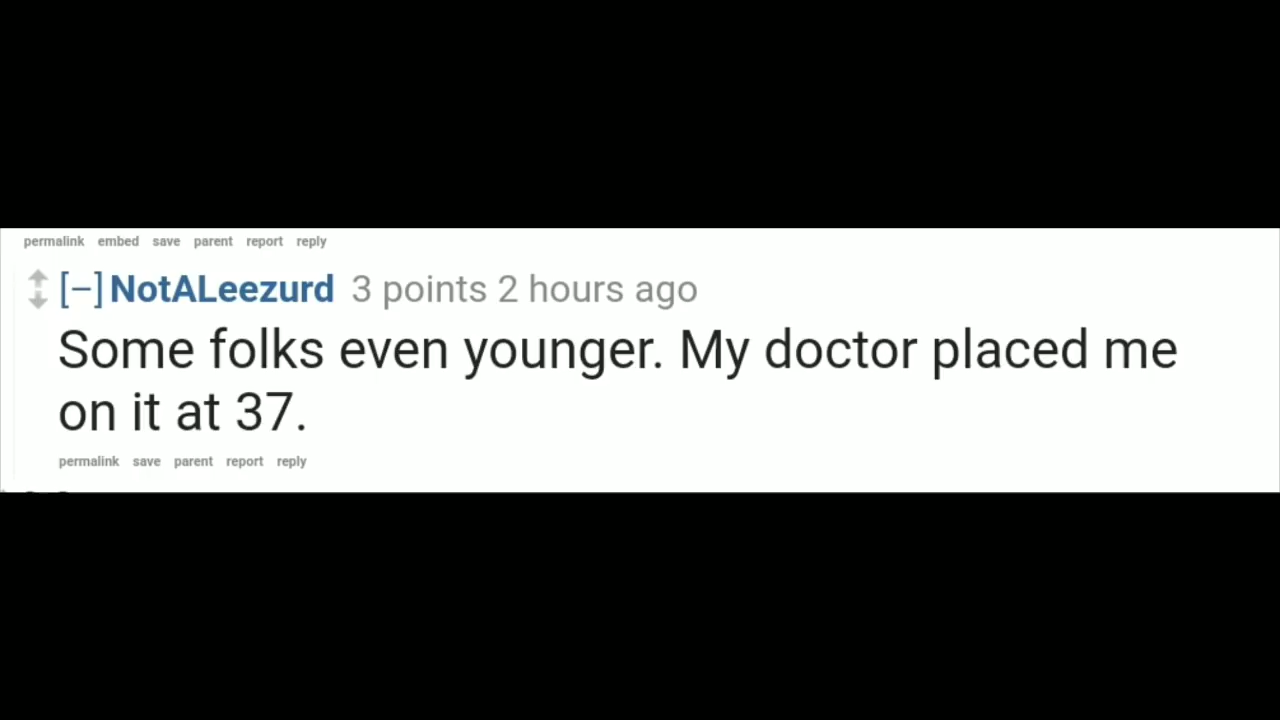 permalink embed save parent report reply
[–] NotALeezurd 3 points 2 hours ago
Some folks even younger. My doctor placed me
on it at 37.
permalink save parent report reply